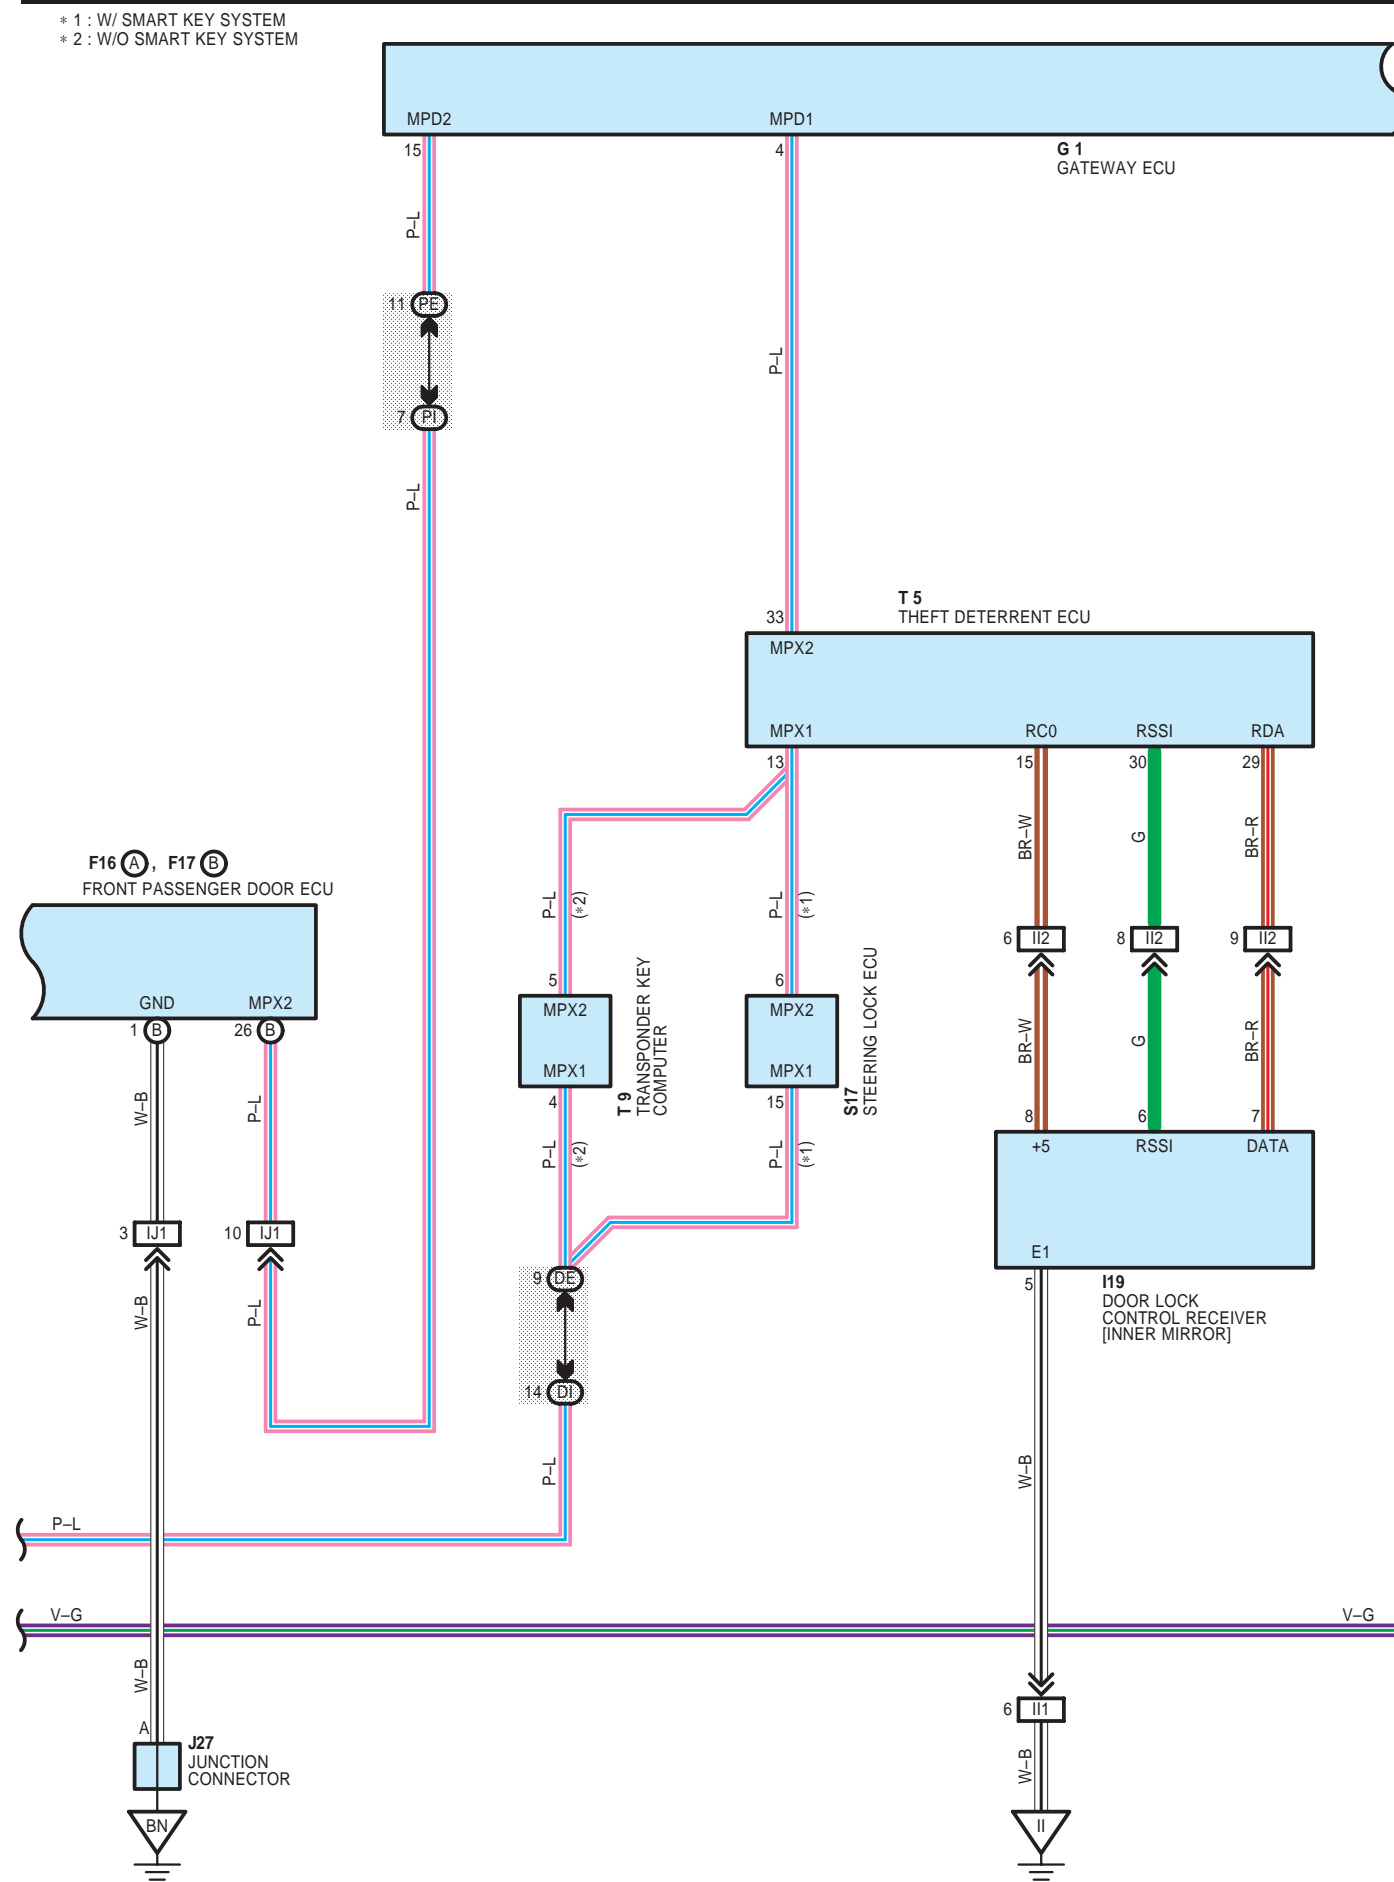 * 1 : W/ SMART KEY SYSTEM
* 2 : W/O SMART KEY SYSTEM
MPD2
MPD1
15
4
G 1
GATEWAY ECU
P–L
11 PE
P–L
7 PI
P–L
T 5
THEFT DETERRENT ECU
33
MPX2
MPX1
RC0
RSSI
RDA
13
15
30
29
BR–W
G
BR–R
F16 A , F17 B
FRONT PASSENGER DOOR ECU
P–L
(*2)
P–L
(*1)
6 II2
8 II2
9 II2
5
6
GND
MPX2
MPX2
MPX2
1 B
26 B
T 9
TRANSPONDER KEY
COMPUTER
S17
STEERING LOCK ECU
BR–W
G
BR–R
MPX1
MPX1
4
15
W–B
P–L
8
6
7
P–L
(*2)
P–L
(*1)
+5
RSSI
DATA
3 IJ1
10 IJ1
E1
9 DE
5
I19
DOOR LOCK
CONTROL RECEIVER
[INNER MIRROR]
W–B
P–L
14 DI
P–L
W–B
P–L
V–G
V–G
W–B
6 II1
A
J27
JUNCTION
CONNECTOR
W–B
BN
II